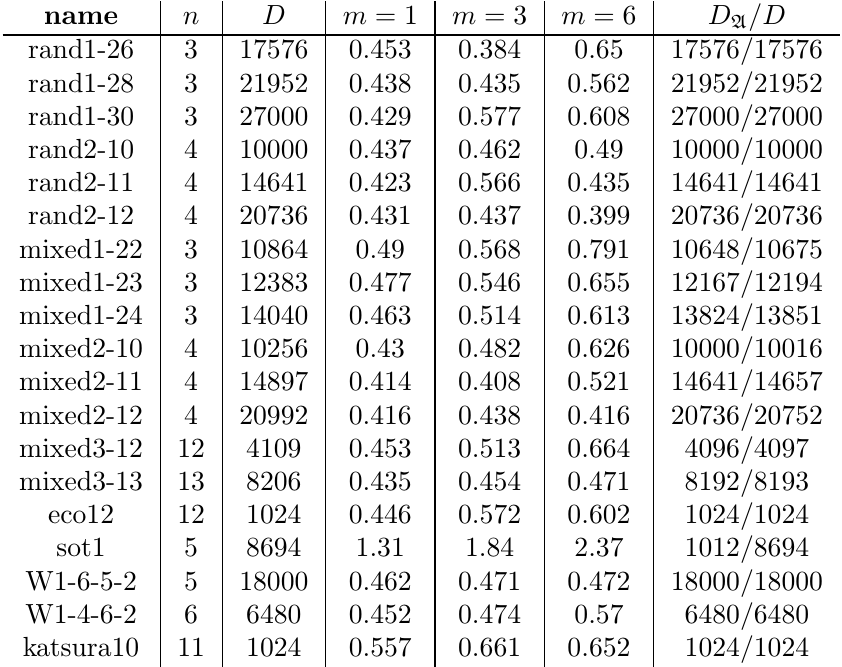 name n D m = 1 m = 3 m = 6 D𝔄/D
rand1-26 3 17576 0.453 0.384 0.65 17576/17576
rand1-28 3 21952 0.438 0.435 0.562 21952/21952
rand1-30 3 27000 0.429 0.577 0.608 27000/27000
rand2-10 4 10000 0.437 0.462 0.49 10000/10000
rand2-11 4 14641 0.423 0.566 0.435 14641/14641
rand2-12 4 20736 0.431 0.437 0.399 20736/20736
mixed1-22 3 10864 0.49 0.568 0.791 10648/10675
mixed1-23 3 12383 0.477 0.546 0.655 12167/12194
mixed1-24 3 14040 0.463 0.514 0.613 13824/13851
mixed2-10 4 10256 0.43 0.482 0.626 10000/10016
mixed2-11 4 14897 0.414 0.408 0.521 14641/14657
mixed2-12 4 20992 0.416 0.438 0.416 20736/20752
mixed3-12 12 4109 0.453 0.513 0.664 4096/4097
mixed3-13 13 8206 0.435 0.454 0.471 8192/8193
eco12 12 1024 0.446 0.572 0.602 1024/1024
sot1 5 8694 1.31 1.84 2.37 1012/8694
W1-6-5-2 5 18000 0.462 0.471 0.472 18000/18000
W1-4-6-2 6 6480 0.452 0.474 0.57 6480/6480
katsura10 11 1024 0.557 0.661 0.652 1024/1024